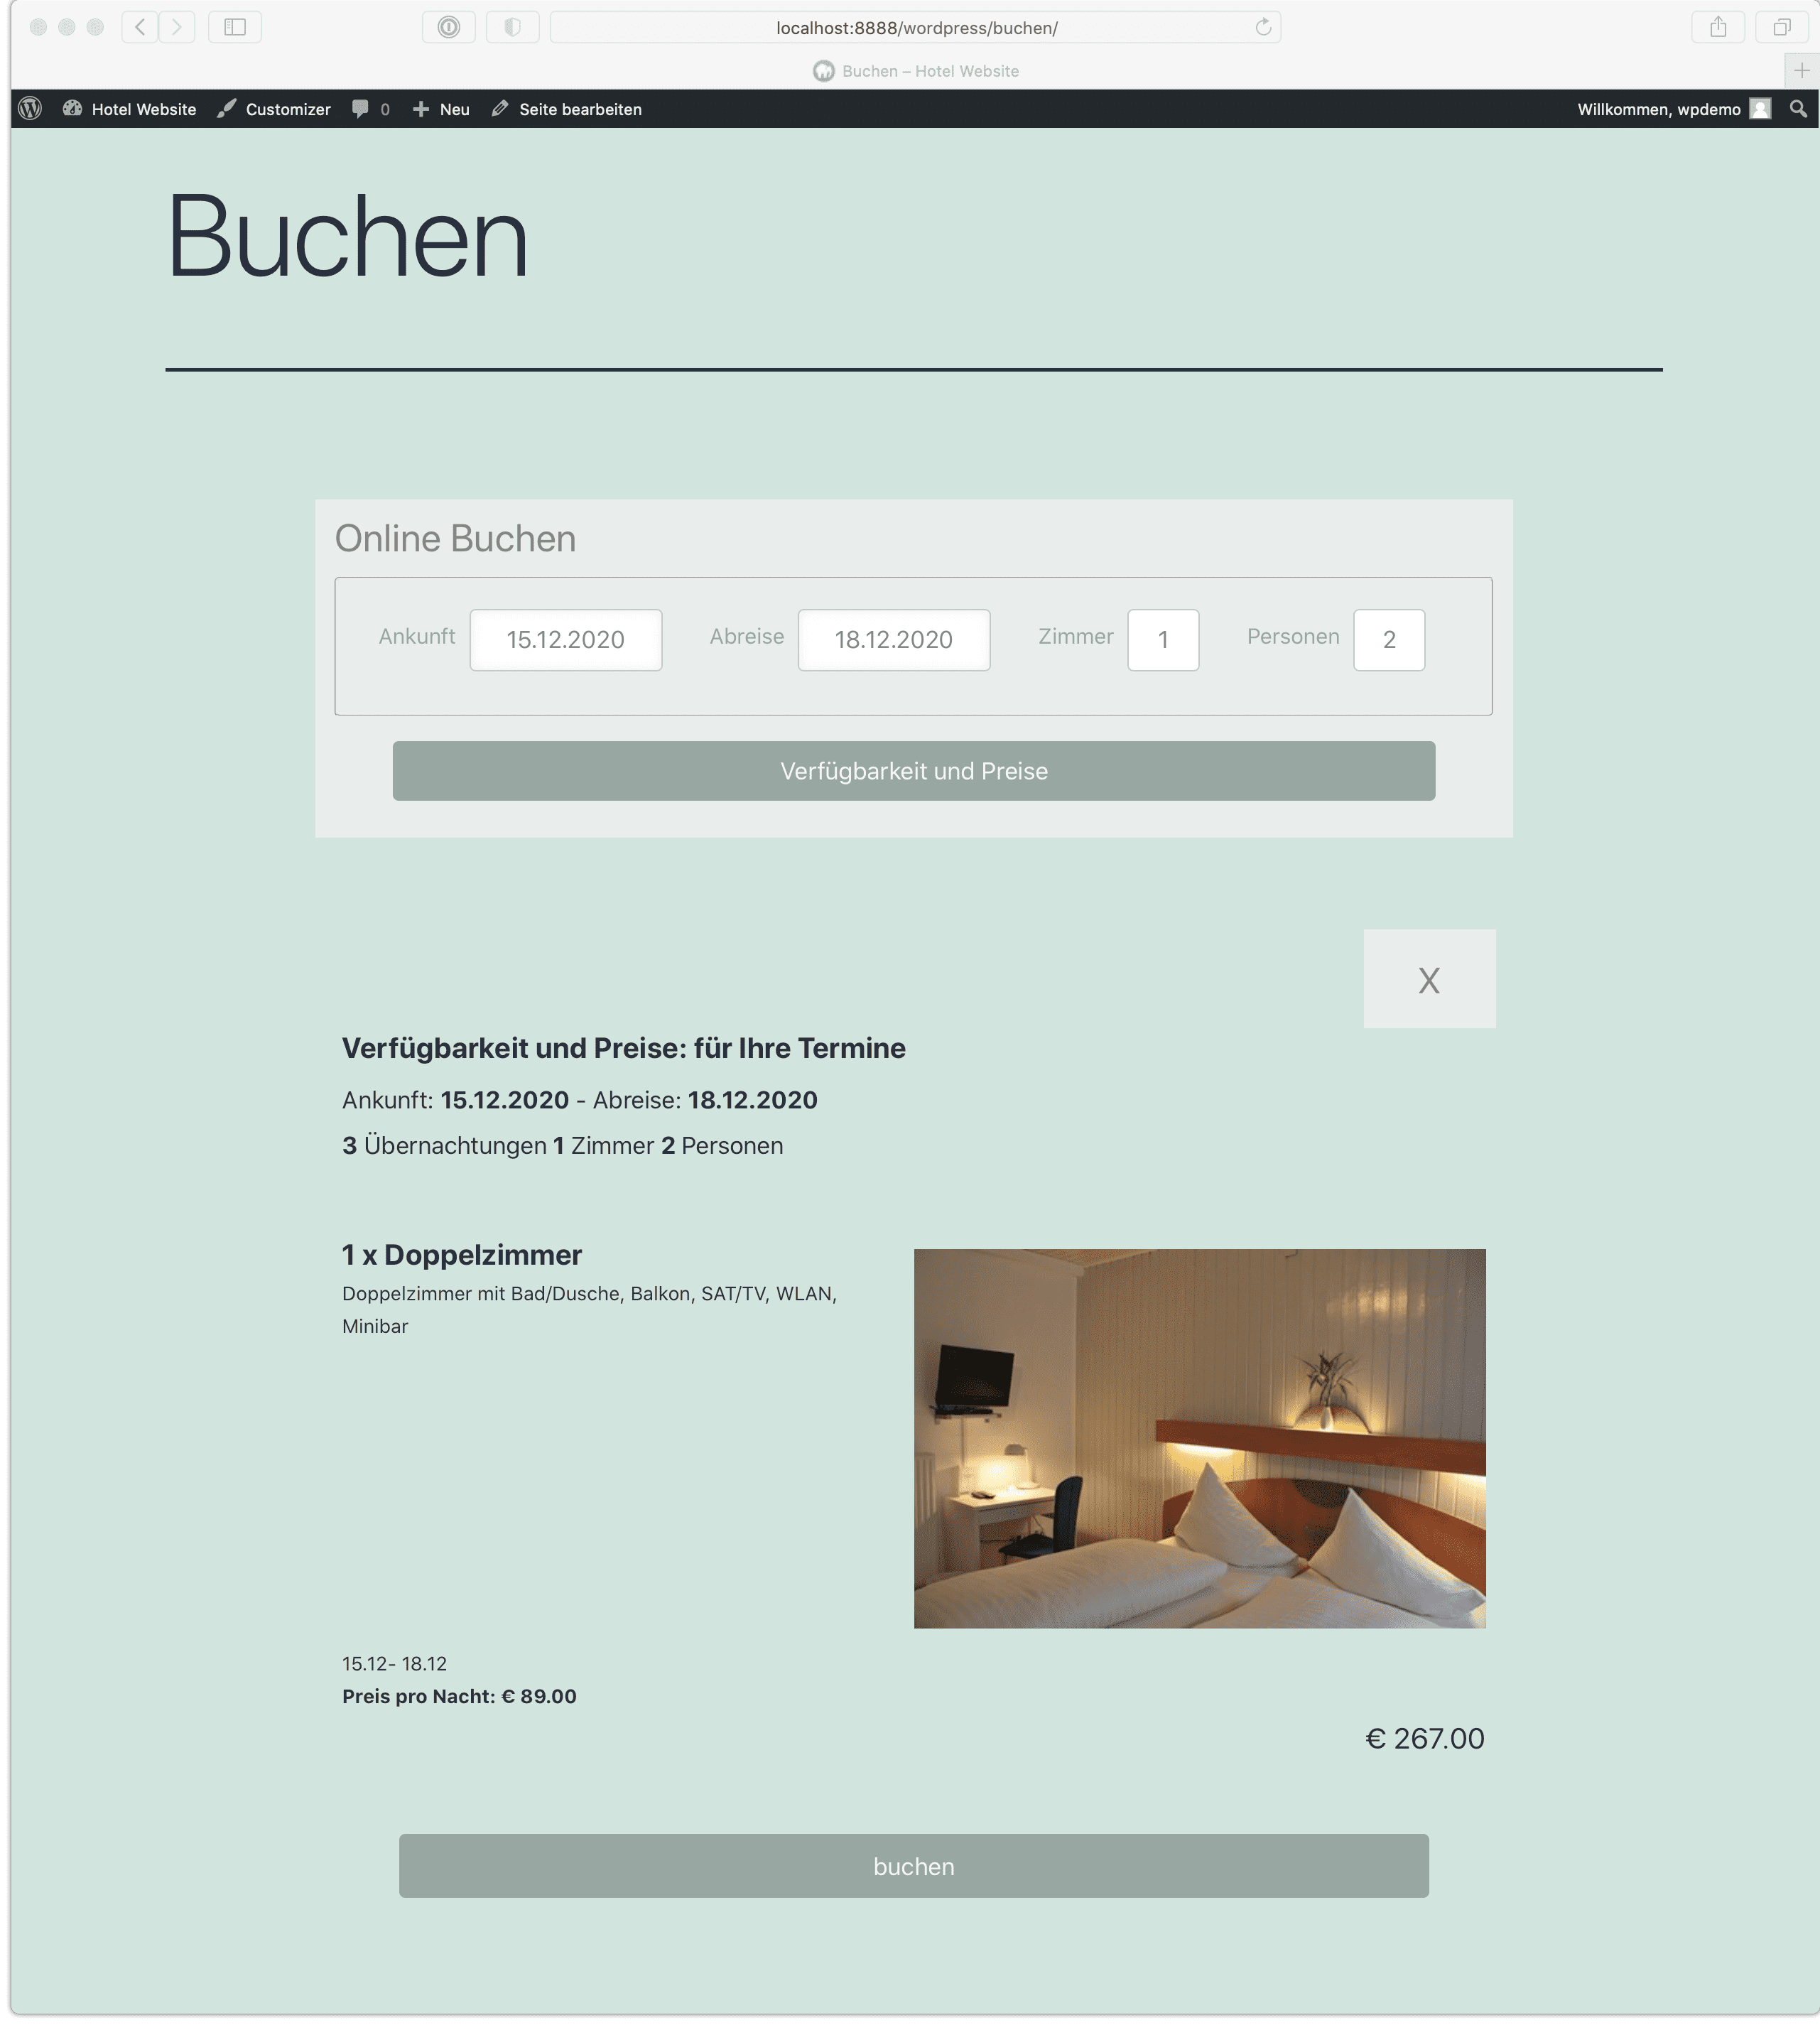 localhost:8888/wordpress/buchen/
Buchen – Hotel Website
Hotel Website Customizer 0 Neu Seite bearbeiten Willkommen, wpdemo
Buchen
Online Buchen
Ankunft 15.12.2020 Abreise 18.12.2020 Zimmer 1 Personen 2
Verfügbarkeit und Preise
X
Verfügbarkeit und Preise: für Ihre Termine
Ankunft: 15.12.2020 - Abreise: 18.12.2020
3 Übernachtungen 1 Zimmer 2 Personen
1 x Doppelzimmer
Doppelzimmer mit Bad/Dusche, Balkon, SAT/TV, WLAN,
Minibar
15.12- 18.12
Preis pro Nacht: € 89.00
€ 267.00
buchen